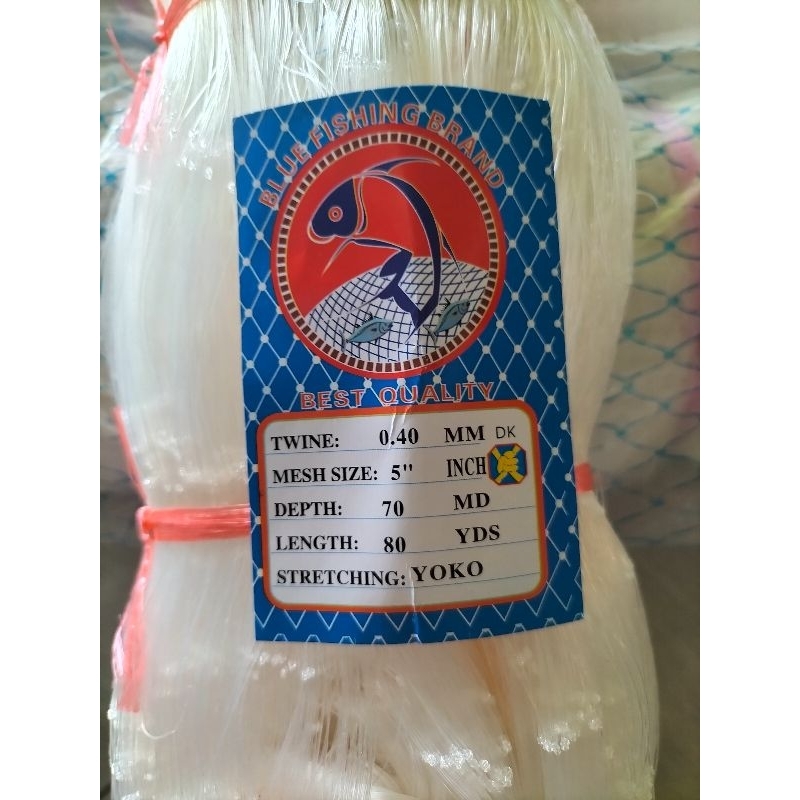 BLUE FISHING BRAND
BEST QUALITY
TWINE: 0.40 MM DK
MESH SIZE: 5" INCH
DEPTH: 70 MD
LENGTH: 80 YDS
STRETCHING: YOKO